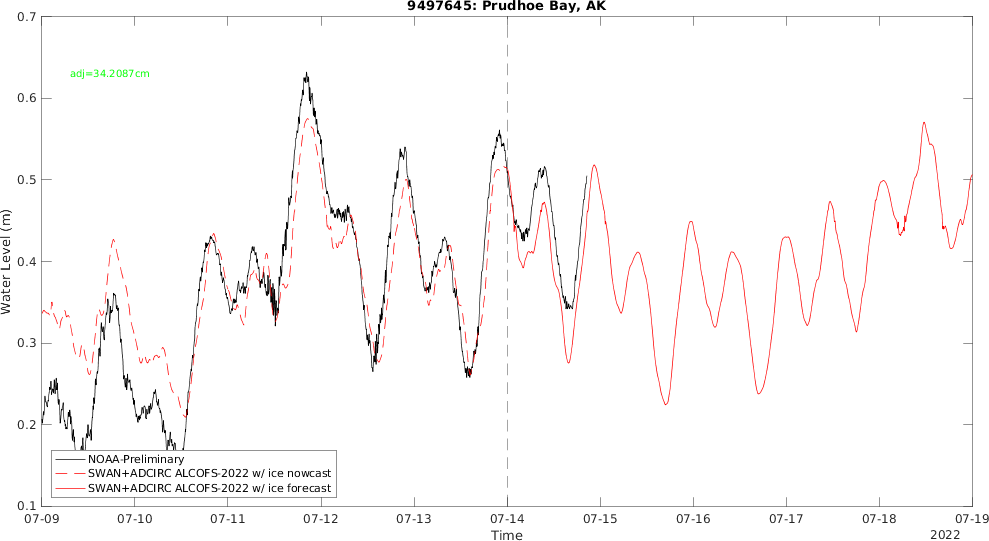 9497645: Prudhoe Bay, AK
adj=34.2087cm
0.7
0.6
0.5
0.4
0.3
0.2
0.1
Water Level (m)
NOAA-Preliminary
SWAN+ADCIRC ALCOFS-2022 w/ ice nowcast
SWAN+ADCIRC ALCOFS-2022 w/ ice forecast
07-09 07-10 07-11 07-12 07-13 07-14 07-15 07-16 07-17 07-18 07-19
Time
2022